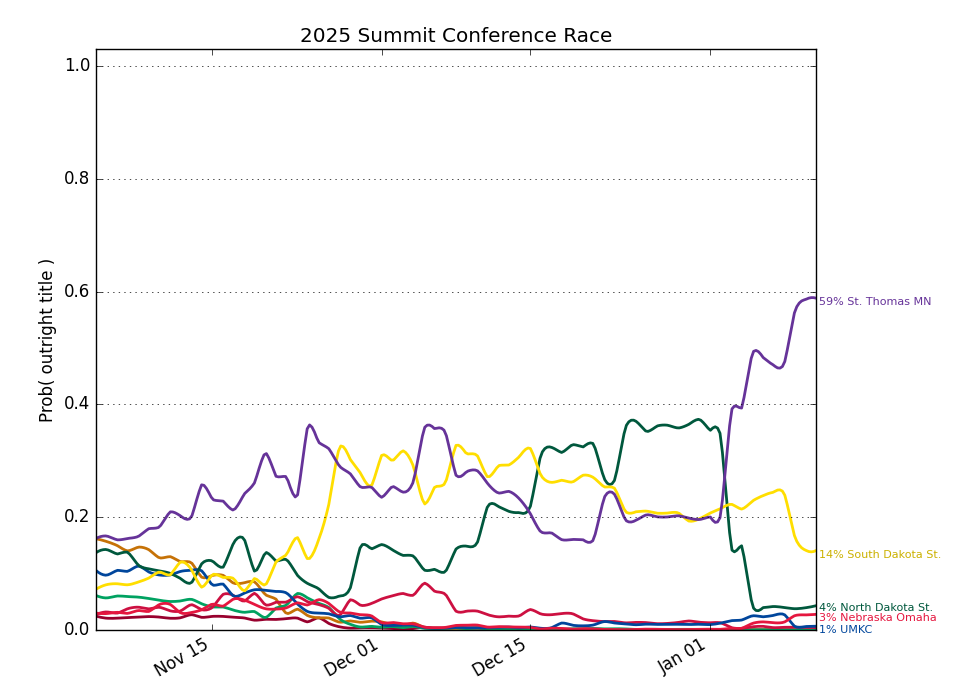 2025 Summit Conference Race
Prob( outright title )
1.0
0.8
0.6
0.4
0.2
0.0
59% St. Thomas MN
14% South Dakota St.
4% North Dakota St.
3% Nebraska Omaha
1% UMKC
Nov 15
Dec 01
Dec 15
Jan 01